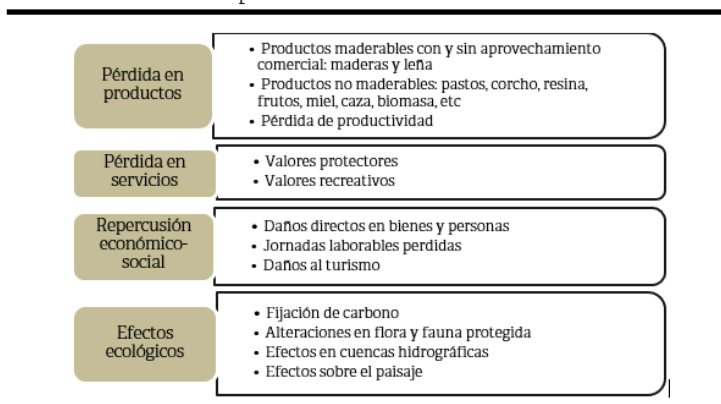 Pérdida en
productos
• Productos maderables con y sin aprovechamiento
comercial: maderas y leña
• Productos no maderables: pastos, corcho, resina,
frutos, miel, caza, biomasa, etc
• Pérdida de productividad
Pérdida en
servicios
• Valores protectores
• Valores recreativos
Repercusión
económico-
social
• Daños directos en bienes y personas
• Jornadas laborables perdidas
• Daños al turismo
Efectos
ecológicos
• Fijación de carbono
• Alteraciones en flora y fauna protegida
• Efectos en cuencas hidrográficas
• Efectos sobre el paisaje